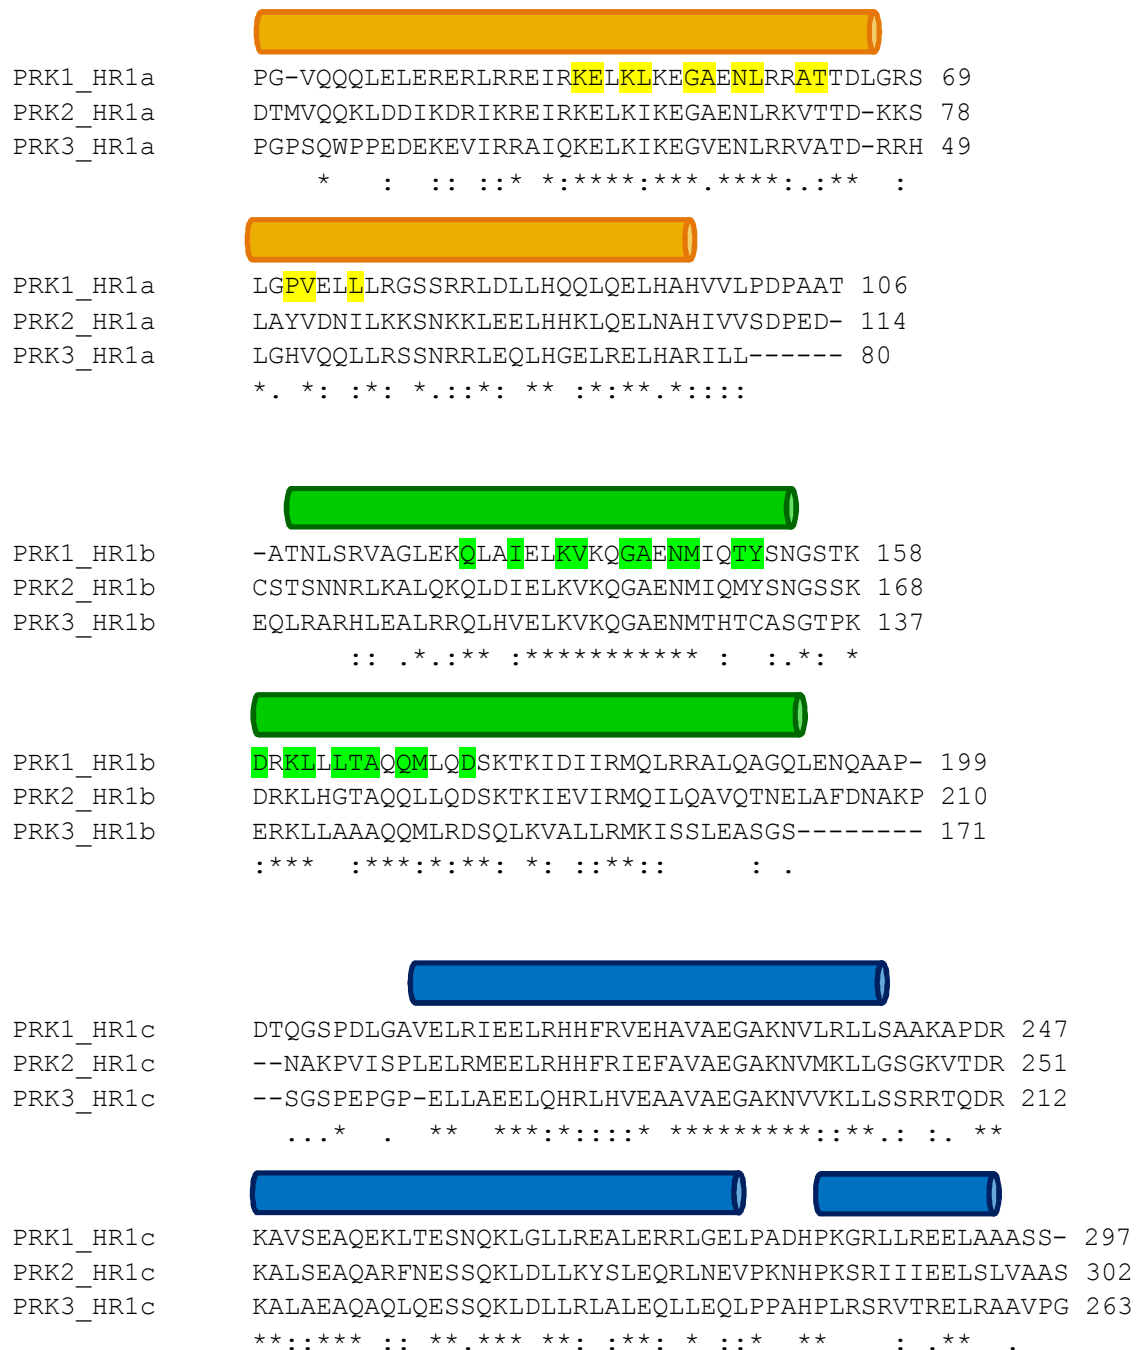 PRK1_HR1a PG-VQQQLELERERLRREIRKELKLKEGAENLRRATTDLGRS 69
PRK2_HR1a DTMVQQKLDDIKDRIKREIRKELKIKEGAENLRKVTTD-KKS 78
PRK3_HR1a PGPSQWPPEDEKEVIRRAIQKELKIKEGVENLRRVATD-RRH 49
* : :: ::* *:****:***.****:.:** :
PRK1_HR1a LGPVELLLRGSSRRLDLLHQQLQELHAHVVLPDPAAT 106
PRK2_HR1a LAYVDNILKKSNKKLEELHHKLQELNAHIVVSDPED- 114
PRK3_HR1a LGHVQQLLRSSNRRLEQLHGELRELHARILL------ 80
*. *: :*: *.::*: ** :*:**.*::::
PRK1_HR1b -ATNLSRVAGLEKQLAIELKVKQGAENMIQTYSNGSTK 158
PRK2_HR1b CSTSNNRLKALQKQLDIELKVKQGAENMIQMYSNGSSK 168
PRK3_HR1b EQLRARHLEALRRQLHVELKVKQGAENMTHTCASGTPK 137
:: .*.:** :*********** : :.*: *
PRK1_HR1b DRKLLLTAQQMLQDSKTKIDIIRMQLRRALQAGQLENQAAP- 199
PRK2_HR1b DRKLHGTAQQLLQDSKTKIEVIRMQILQAVQTNELAFDNAKP 210
PRK3_HR1b ERKLLAAAQQMLRDSQLKVALLRMKISSLEASGS-------- 171
:*** :***:*:**: *: ::**:: : .
PRK1_HR1c DTQGSPDLGAVELRIEELRHHFRVEHAVAEGAKNVLRLLSAAKAPDR 247
PRK2_HR1c --NAKPVISPLELRMEELRHHFRIEFAVAEGAKNVMKLLGSGKVTDR 251
PRK3_HR1c --SGSPEPGP-ELLAEELQHRLHVEAAVAEGAKNVVKLLSSRRTQDR 212
...* . ** ***:*::::* *********::**.: :. **
PRK1_HR1c KAVSEAQEKLTESNQKLGLLREALERRLGELPADHPKGRLLREELAAASS- 297
PRK2_HR1c KALSEAQARFNESSQKLDLLKYSLEQRLNEVPKNHPKSRIIIEELSLVAAS 302
PRK3_HR1c KALAEAQAQLQESSQKLDLLRLALEQLLEQLPPAHPLRSRVTRELRAAVPG 263
**::*** :: **.*** **: :**: * ::* ** : .** .